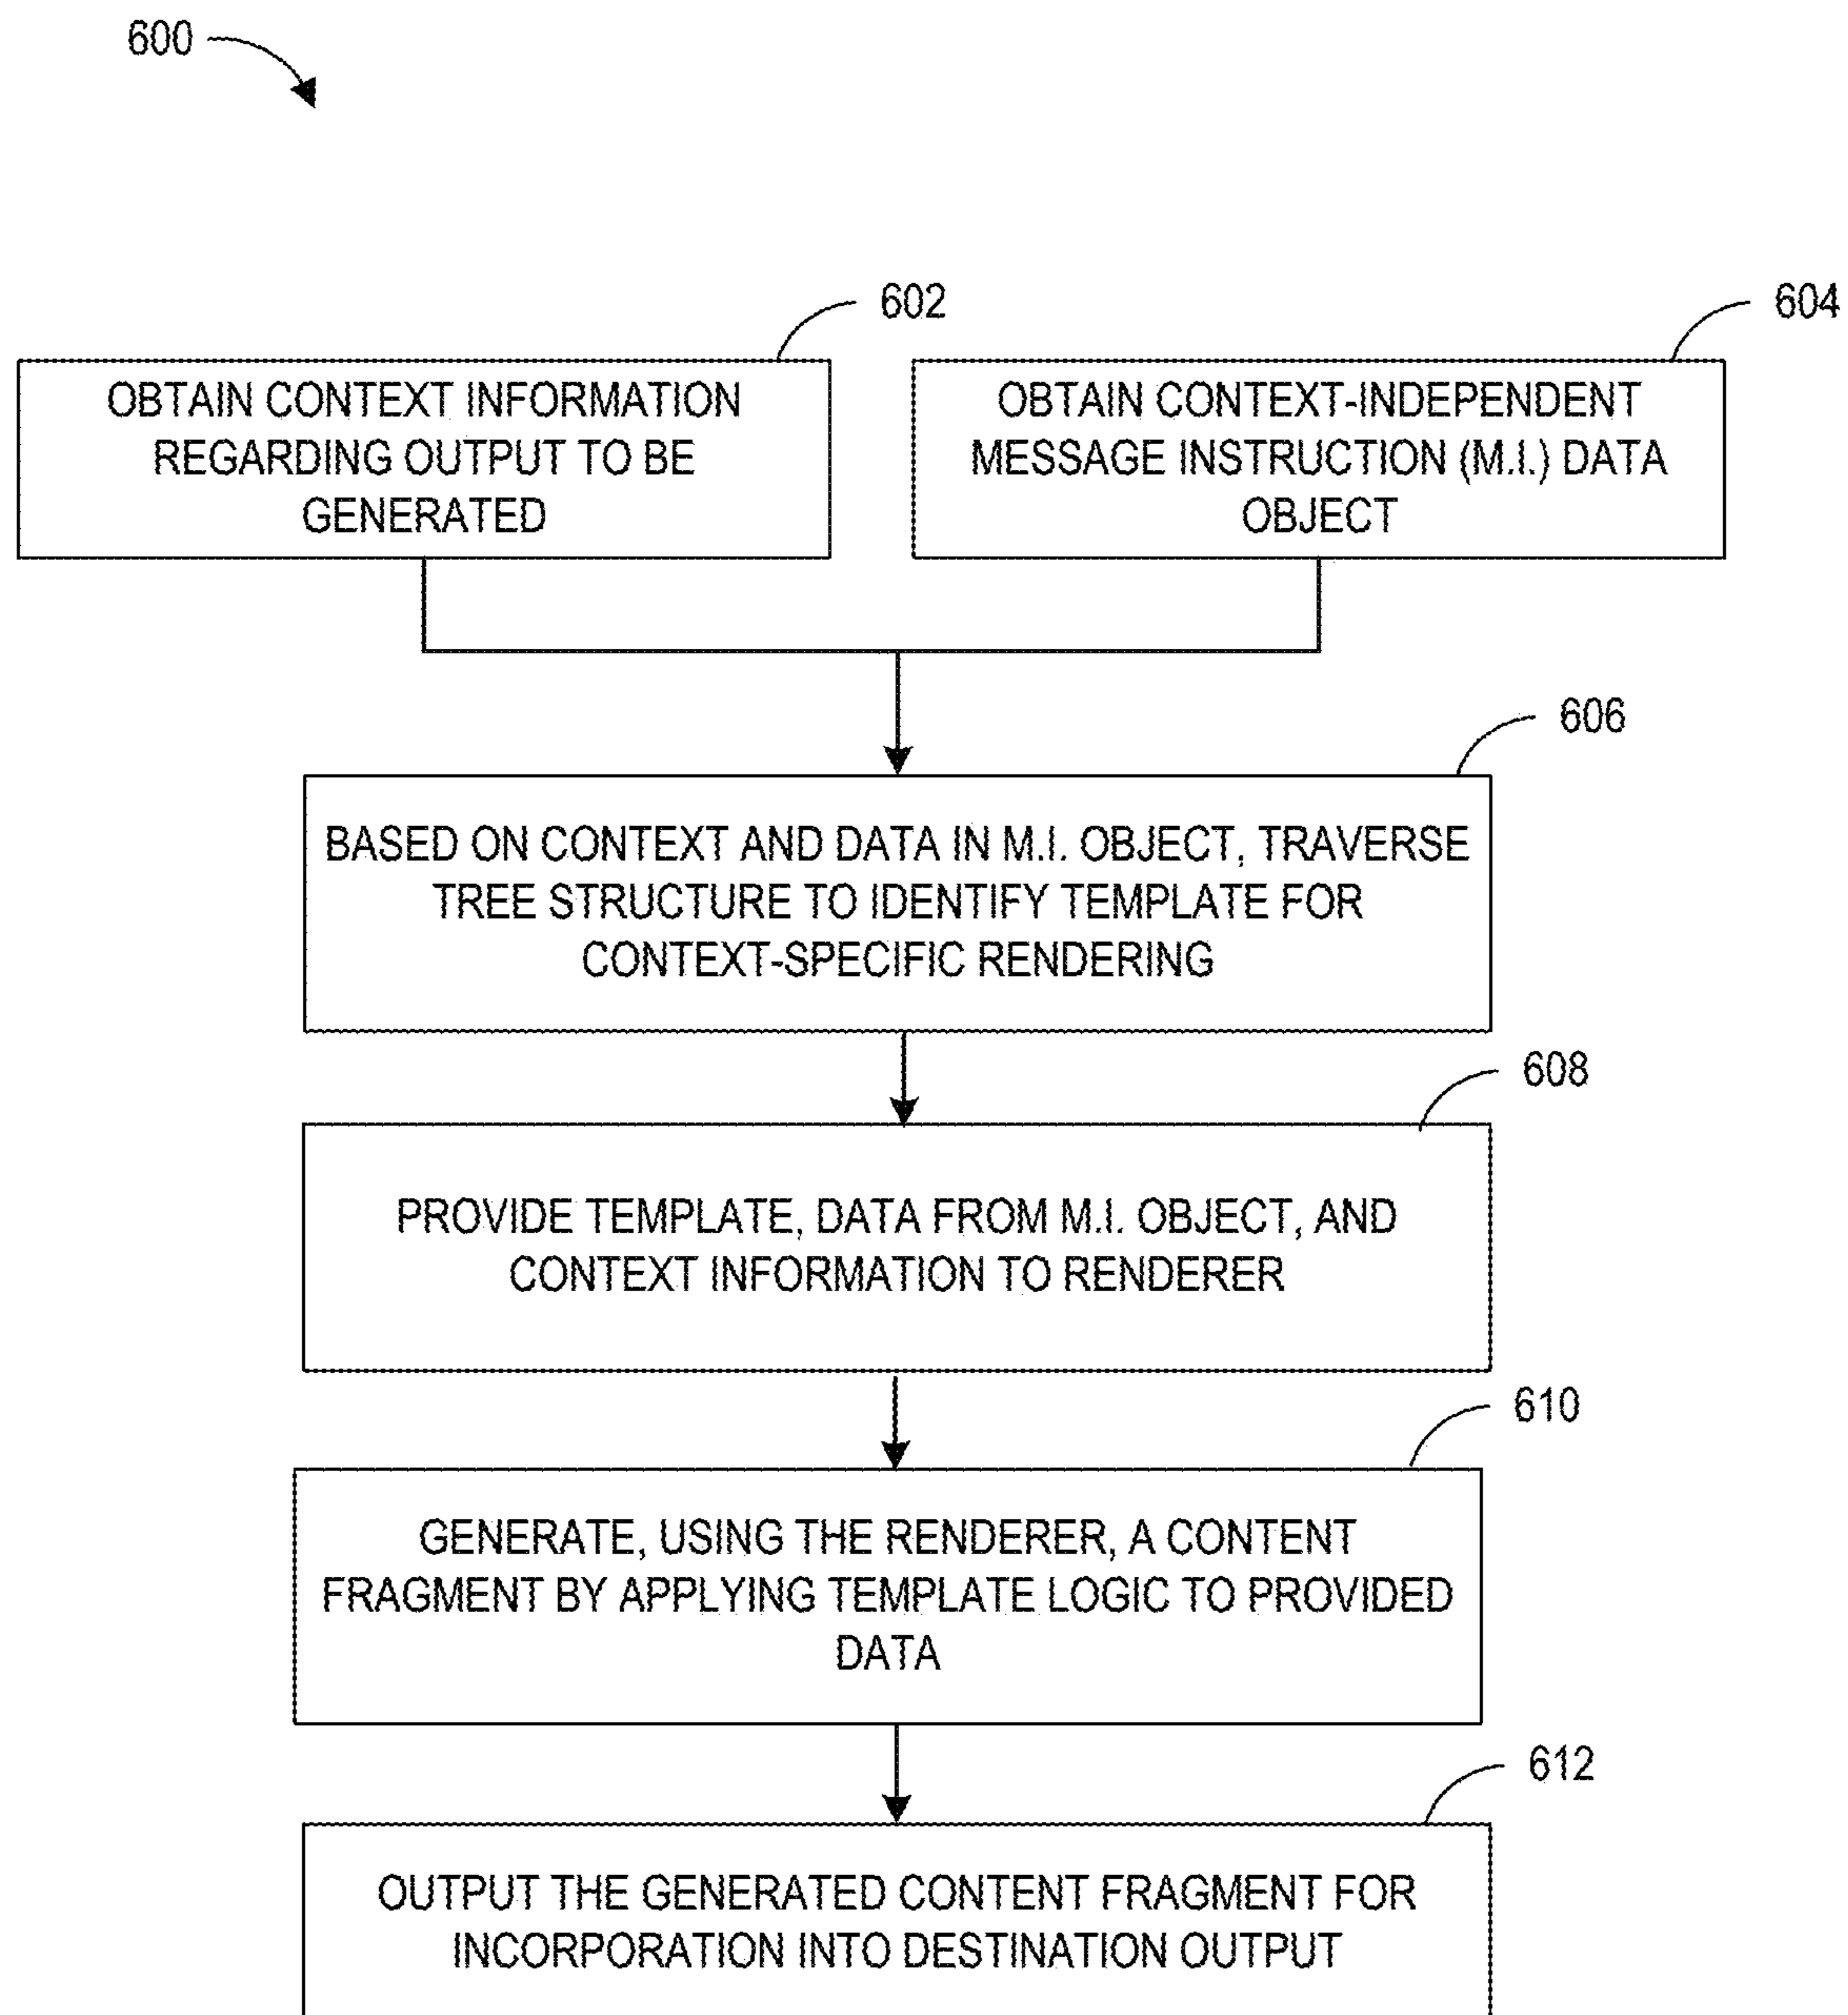 600
602
604
OBTAIN CONTEXT INFORMATION
REGARDING OUTPUT TO BE
GENERATED
OBTAIN CONTEXT-INDEPENDENT
MESSAGE INSTRUCTION (M.I.) DATA
OBJECT
606
BASED ON CONTEXT AND DATA IN M.I. OBJECT, TRAVERSE
TREE STRUCTURE TO IDENTIFY TEMPLATE FOR
CONTEXT-SPECIFIC RENDERING
608
PROVIDE TEMPLATE, DATA FROM M.I. OBJECT, AND
CONTEXT INFORMATION TO RENDERER
610
GENERATE, USING THE RENDERER, A CONTENT
FRAGMENT BY APPLYING TEMPLATE LOGIC TO PROVIDED
DATA
612
OUTPUT THE GENERATED CONTENT FRAGMENT FOR
INCORPORATION INTO DESTINATION OUTPUT